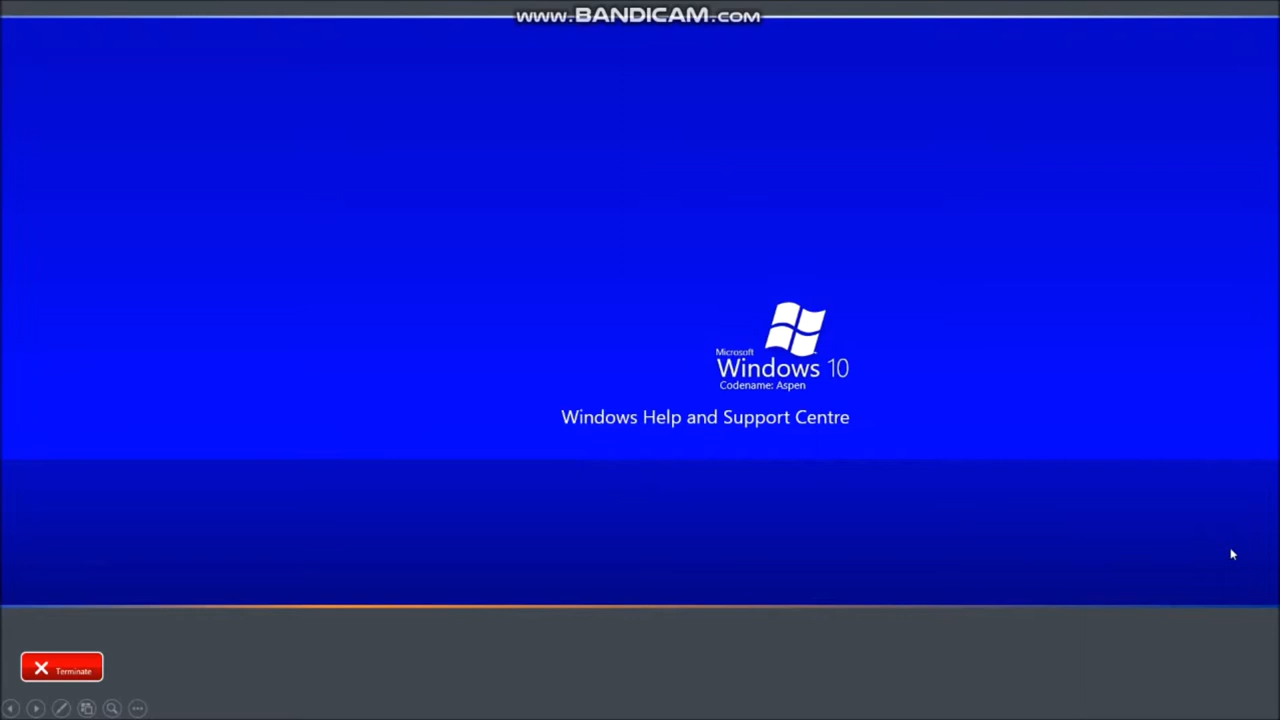 www.BANDICAM.com
Microsoft
Windows 10
Codename: Aspen
Windows Help and Support Centre
Terminate